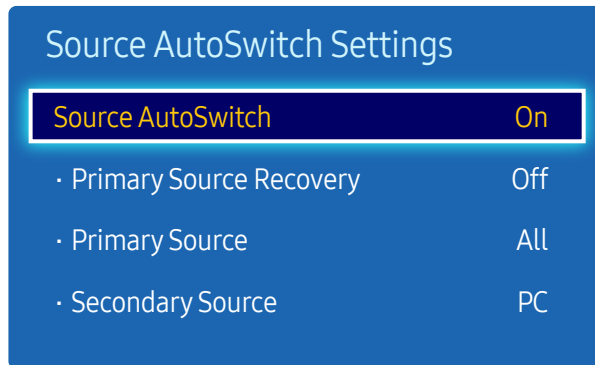 Source AutoSwitch Settings
Source AutoSwitch On
· Primary Source Recovery Off
· Primary Source All
· Secondary Source PC